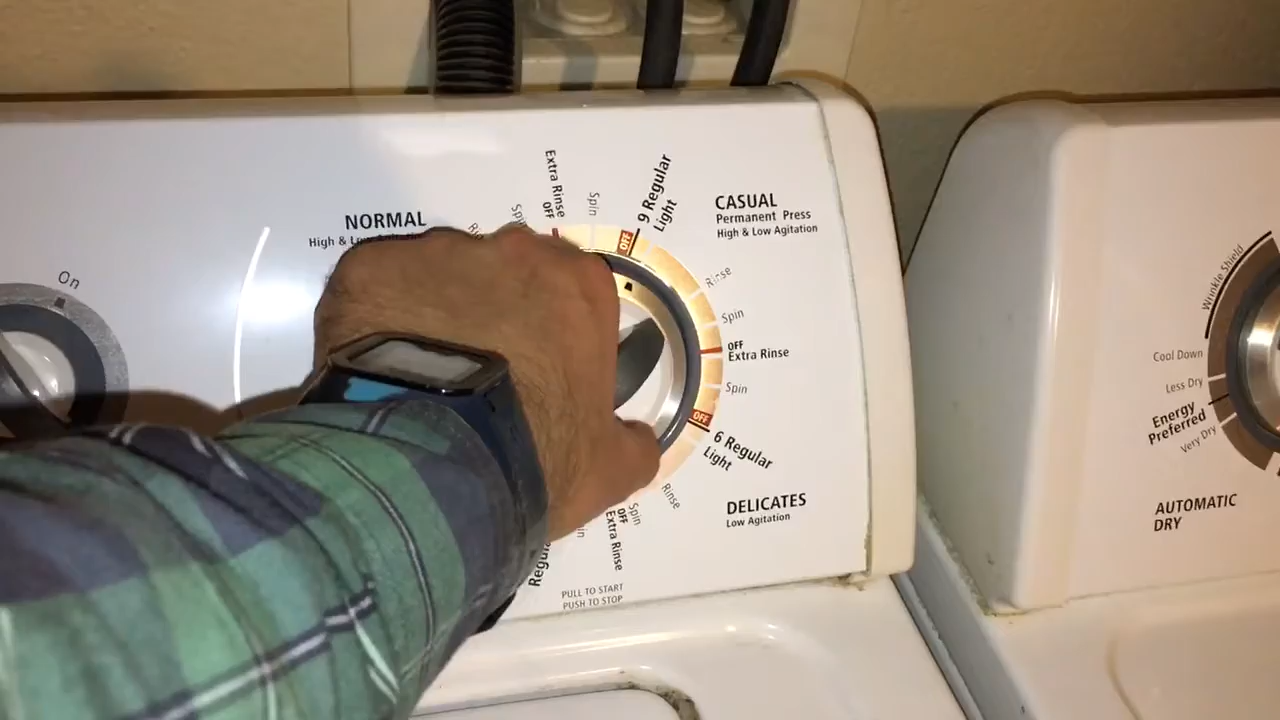 On
NORMAL
High & Low
Extra Rinse
OFF
Spin
9 Regular
Light
OFF
CASUAL
Permanent Press
High & Low Agitation
Rinse
Spin
OFF
Extra Rinse
Spin
OFF
6 Regular
Light
DELICATES
Low Agitation
Rinse
Spin
OFF
Extra Rinse
PULL TO START
PUSH TO STOP
Wrinkle Shield
Cool Down
Less Dry
Energy
Preferred
Very Dry
AUTOMATIC
DRY